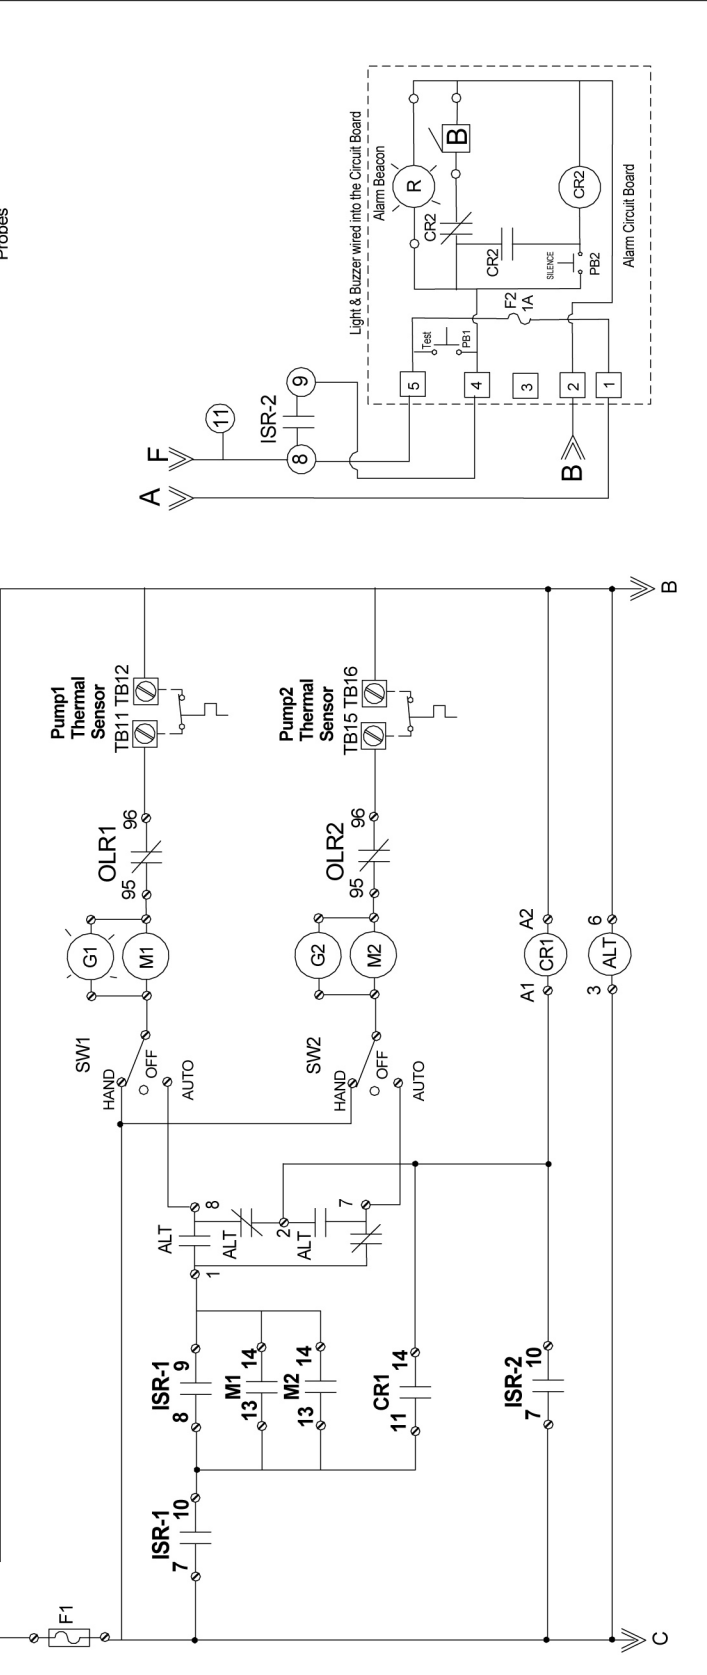 Probes
Light & Buzzer wired into the Circuit Board
Alarm Beacon
R
B
CR2
CR2
CR2
SILENCE
PB2
Alarm Circuit Board
F2
1A
Test
PB1
5
4
3
2
1
F
11
A
ISR-2
9
8
B
Pump1
Thermal
Sensor
TB11 TB12
OLR1
95
96
G1
M1
SW1
HAND
OFF
AUTO
Pump2
Thermal
Sensor
TB15 TB16
OLR2
95
96
G2
M2
SW2
HAND
OFF
AUTO
A1
CR1
A2
3
ALT
6
B
ALT
8
ALT
2
ALT
7
1
ISR-1
8
9
M1
13
14
M2
13
14
CR1
11
14
ISR-2
7
10
ISR-1
7
10
F1
C